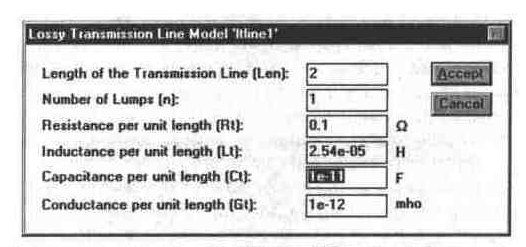 Lossy Transmission Line Model 'ltline1'
Length of the Transmission Line (Len): 2 Accept
Number of Lumps (n): 1 Cancel
Resistance per unit length (Rt): 0.1 Ω
Inductance per unit length (Lt): 2.54e-05 H
Capacitance per unit length (Ct): 1e-11 F
Conductance per unit length (Gt): 1e-12 mho